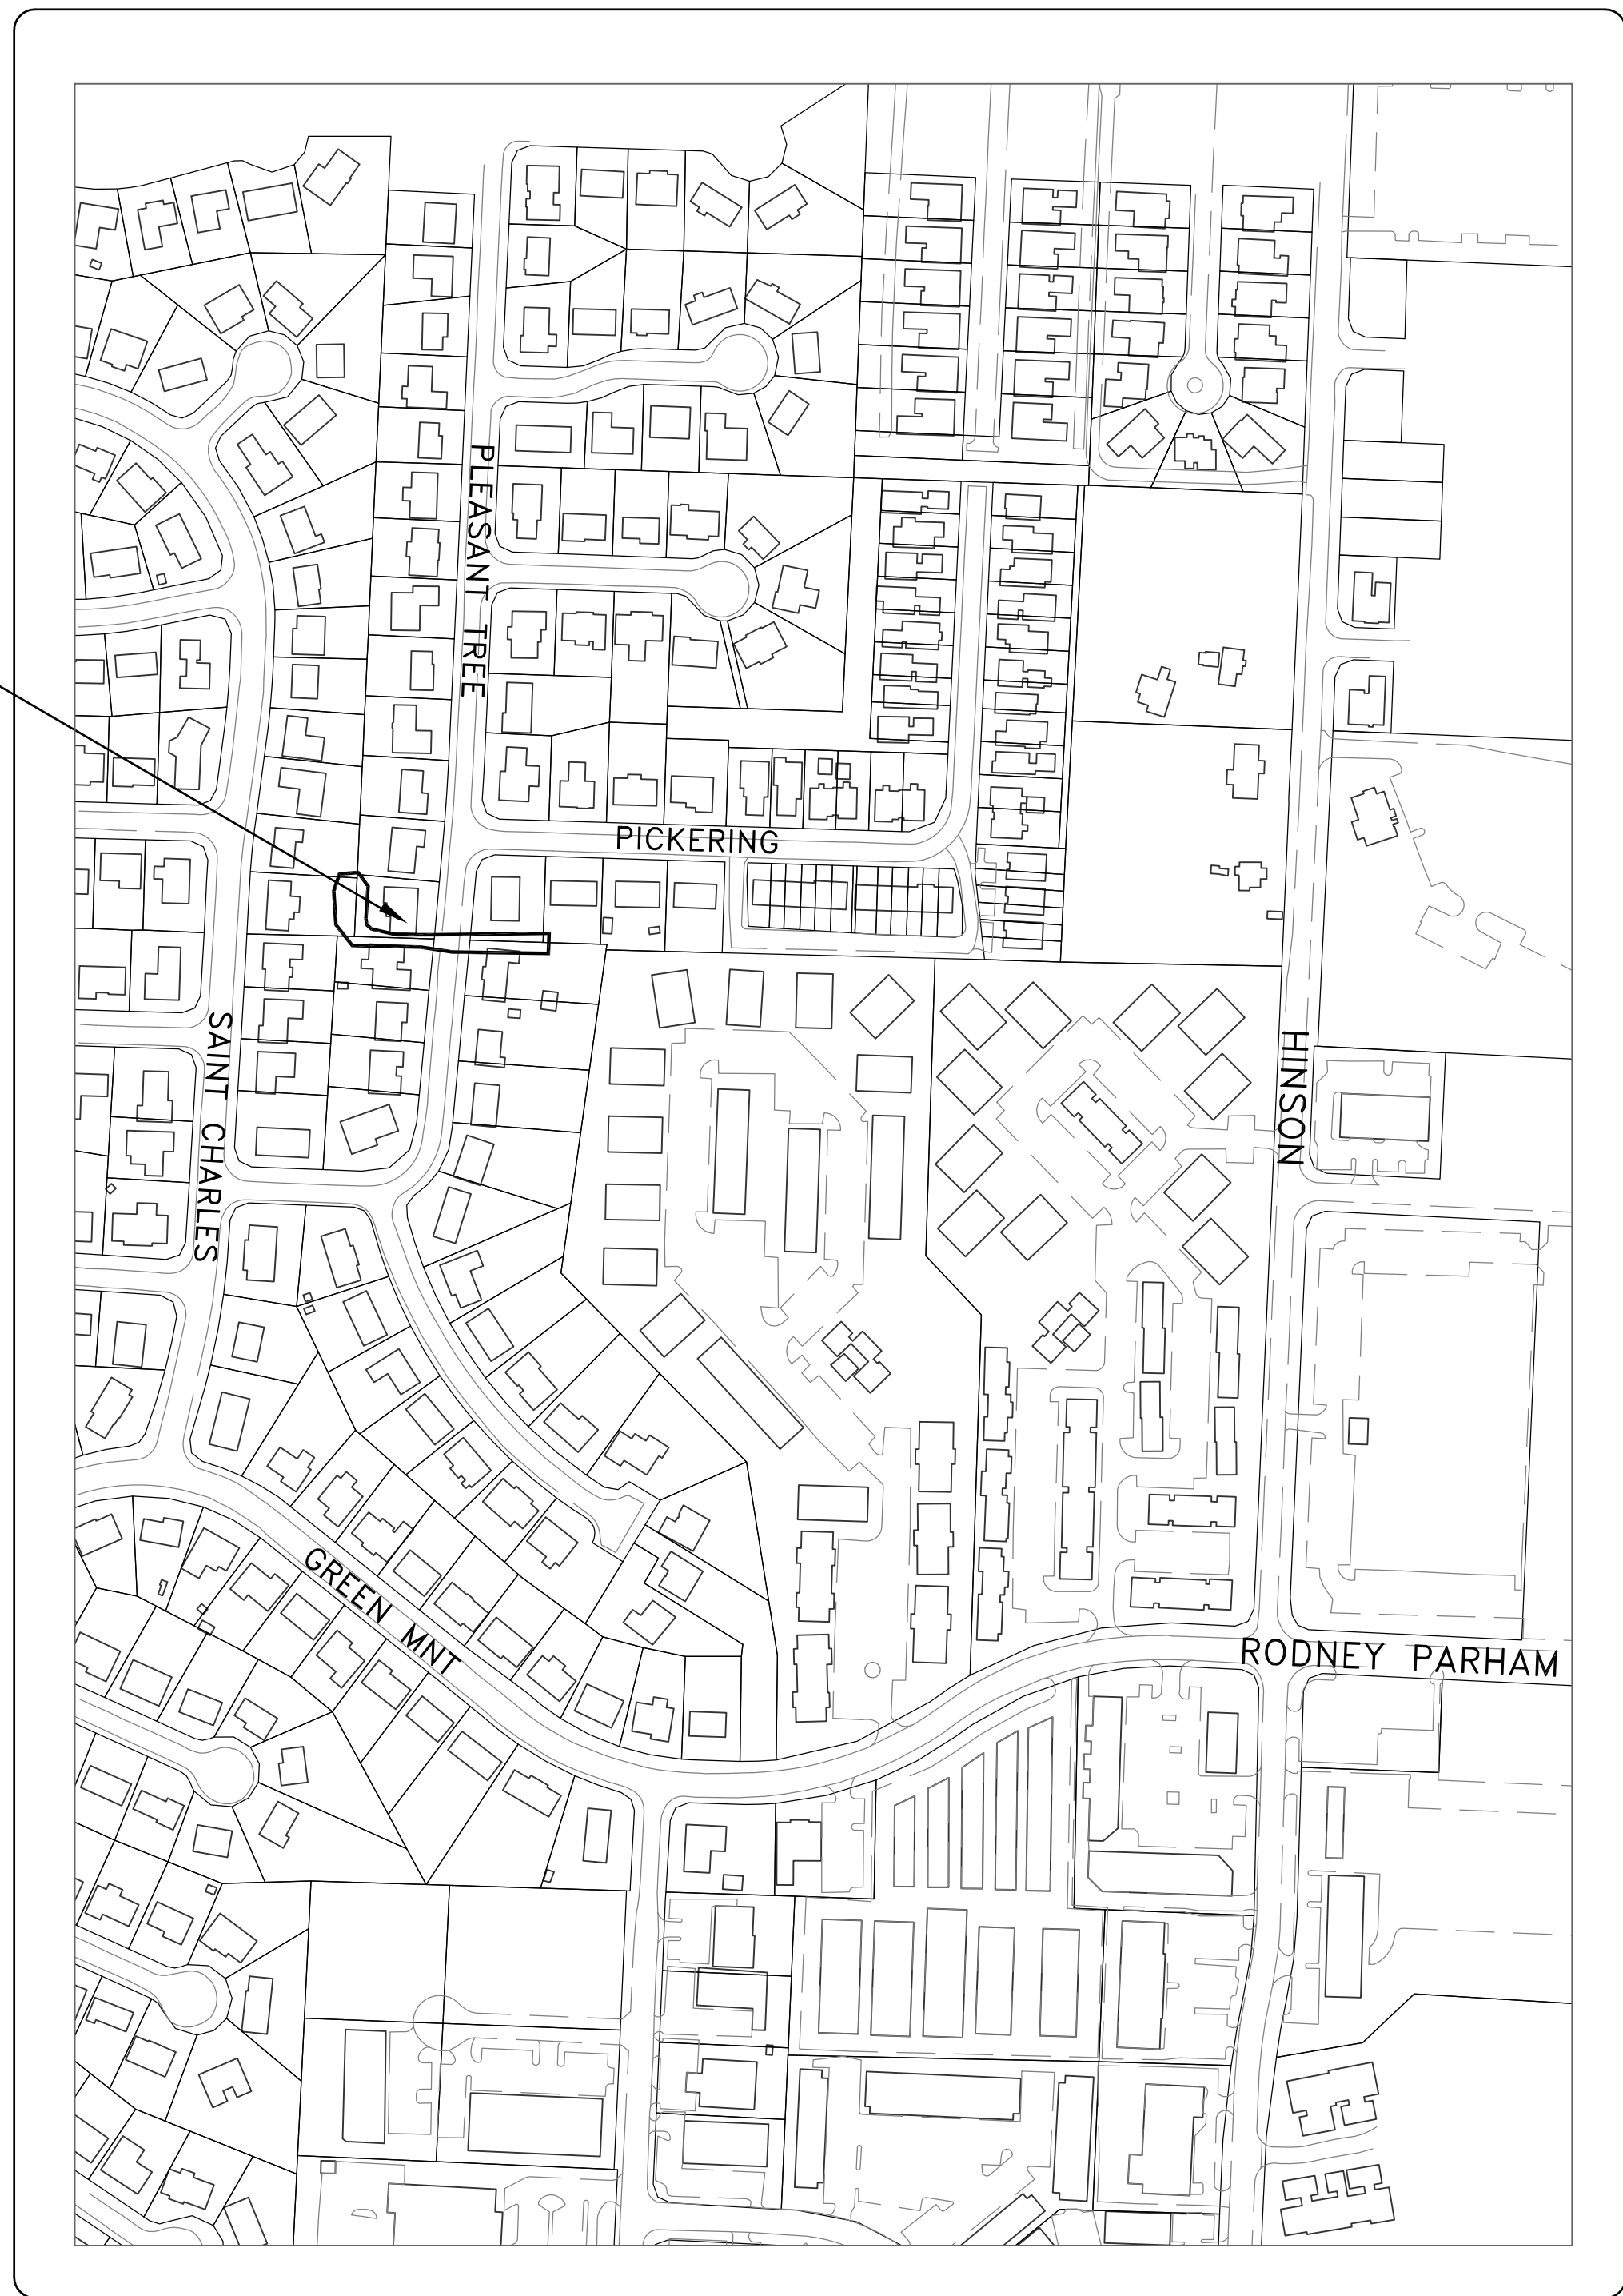 PLEASANT TREE
PICKERING
SAINT CHARLES
HINSON
GREEN MNT
RODNEY PARHAM